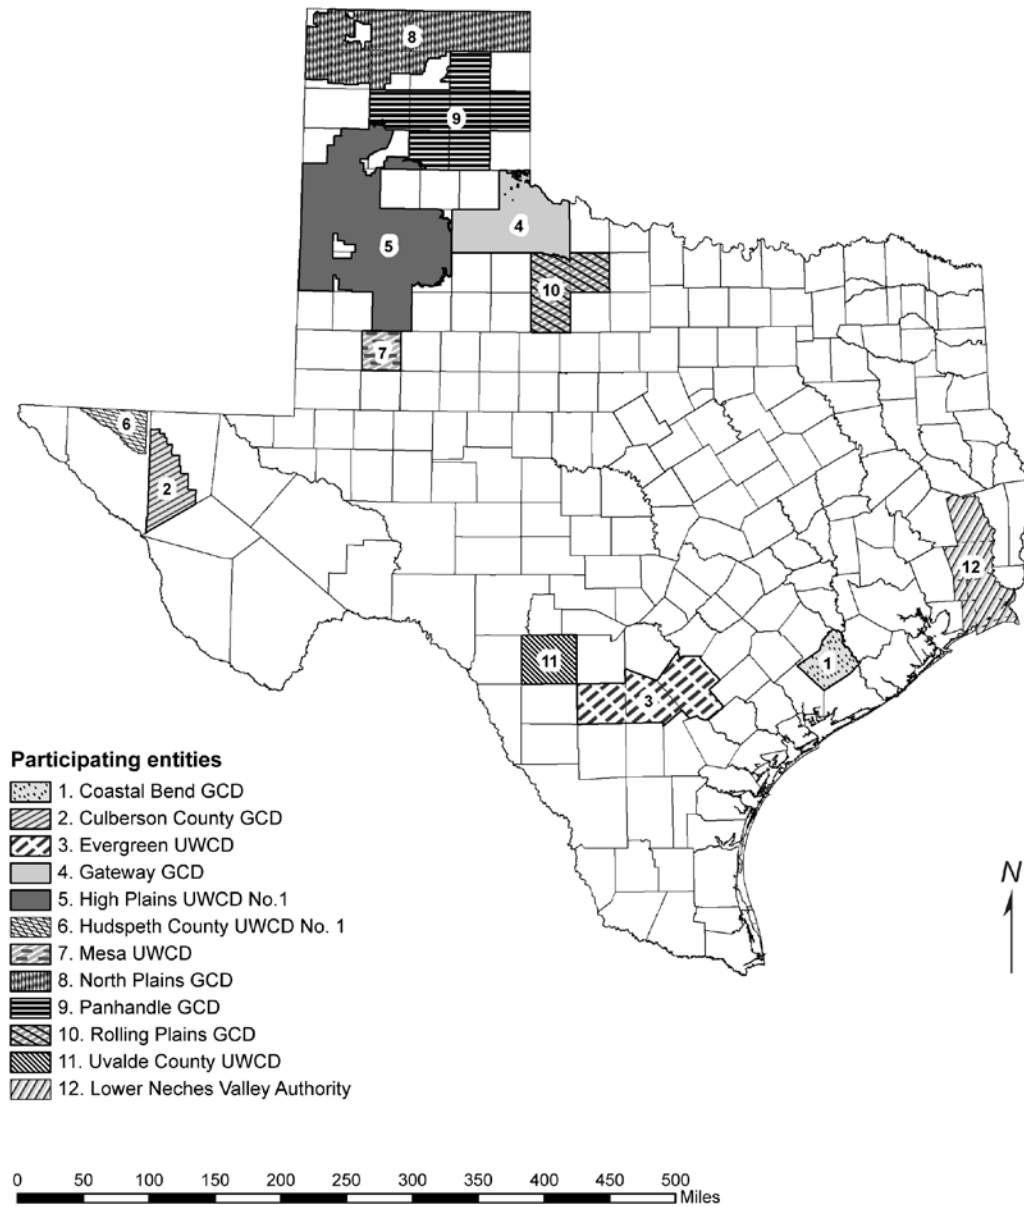 8
9
4
5
10
7
6
2
12
11
1
3
Participating entities
1. Coastal Bend GCD
2. Culberson County GCD
3. Evergreen UWCD
4. Gateway GCD
5. High Plains UWCD No.1
6. Hudspeth County UWCD No. 1
7. Mesa UWCD
8. North Plains GCD
9. Panhandle GCD
10. Rolling Plains GCD
11. Uvalde County UWCD
12. Lower Neches Valley Authority
N
0 50 100 150 200 250 300 350 400 450 500
Miles